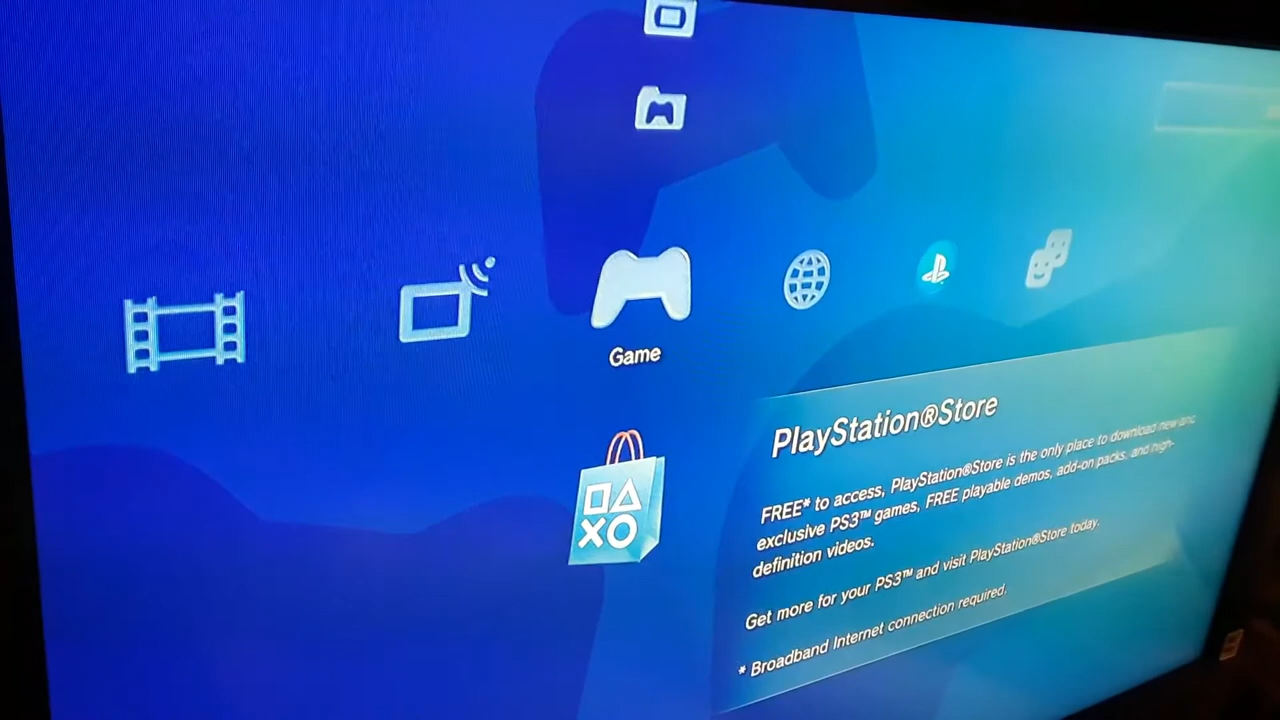 Game
PlayStation®Store
FREE* to access, PlayStation®Store is the only place to download new and
exclusive PS3™ games, FREE playable demos, add-on packs, and high-
definition videos.
Get more for your PS3™ and visit PlayStation®Store today.
* Broadband Internet connection required.